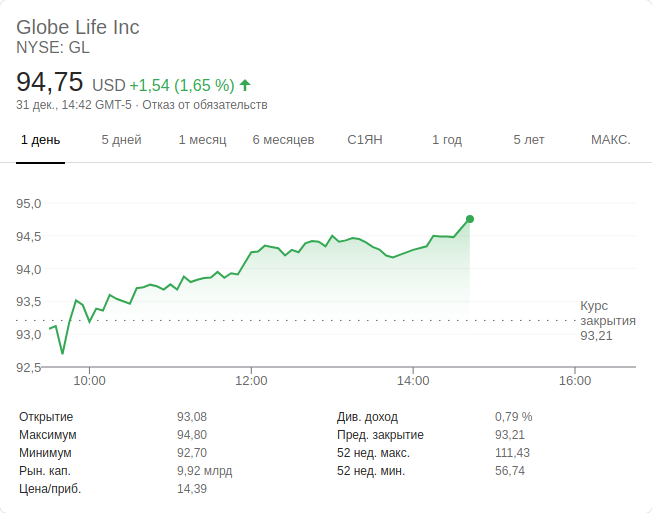 Globe Life Inc
NYSE: GL
94,75 USD +1,54 (1,65 %)
31 дек., 14:42 GMT-5 · Отказ от обязательств
1 день 5 дней 1 месяц 6 месяцев С1ЯН 1 год 5 лет МАКС.
95,0
94,5
94,0
93,5
93,0
92,5
Курс
закрытия
93,21
10:00 12:00 14:00 16:00
Открытие 93,08 Див. доход 0,79 %
Максимум 94,80 Пред. закрытие 93,21
Минимум 92,70 52 нед. макс. 111,43
Рын. кап. 9,92 млрд 52 нед. мин. 56,74
Цена/приб. 14,39